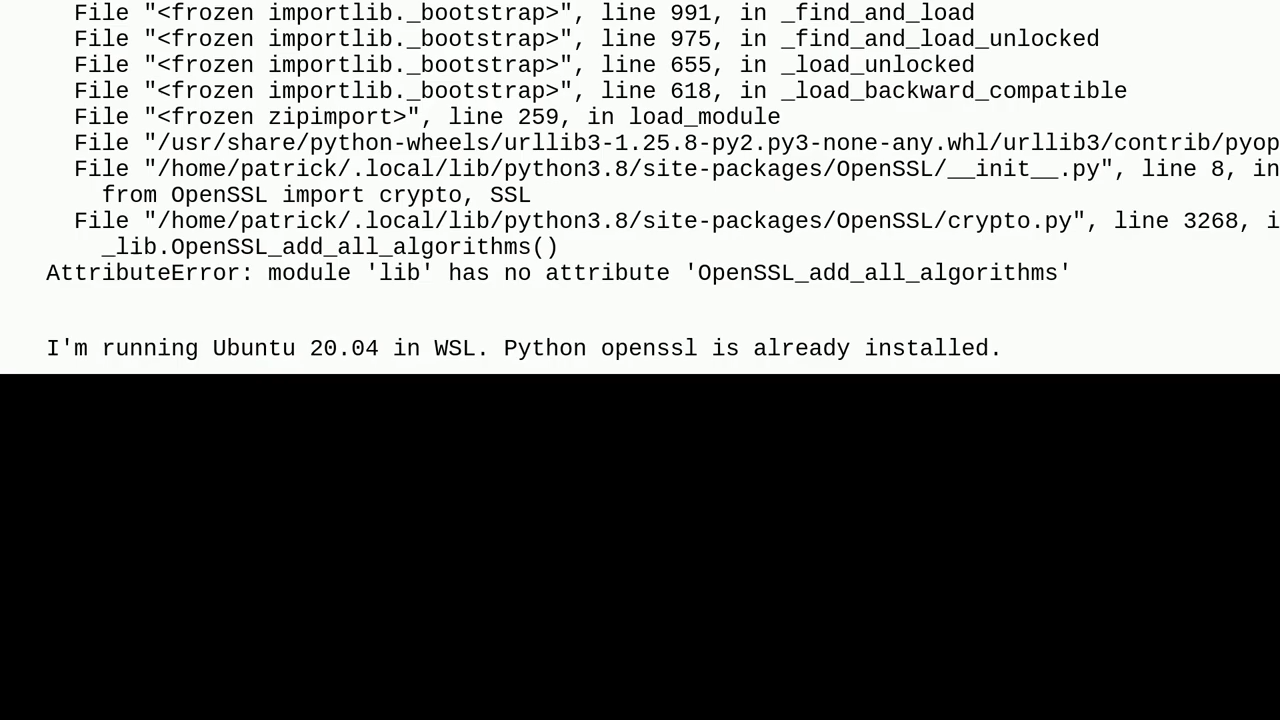 File "<frozen importlib._bootstrap>", line 991, in _find_and_load
File "<frozen importlib._bootstrap>", line 975, in _find_and_load_unlocked
File "<frozen importlib._bootstrap>", line 655, in _load_unlocked
File "<frozen importlib._bootstrap>", line 618, in _load_backward_compatible
File "<frozen zipimport>", line 259, in load_module
File "/usr/share/python-wheels/urllib3-1.25.8-py2.py3-none-any.whl/urllib3/contrib/pyop
File "/home/patrick/.local/lib/python3.8/site-packages/OpenSSL/__init__.py", line 8, in
from OpenSSL import crypto, SSL
File "/home/patrick/.local/lib/python3.8/site-packages/OpenSSL/crypto.py", line 3268, i
_lib.OpenSSL_add_all_algorithms()
AttributeError: module 'lib' has no attribute 'OpenSSL_add_all_algorithms'
I'm running Ubuntu 20.04 in WSL. Python openssl is already installed.